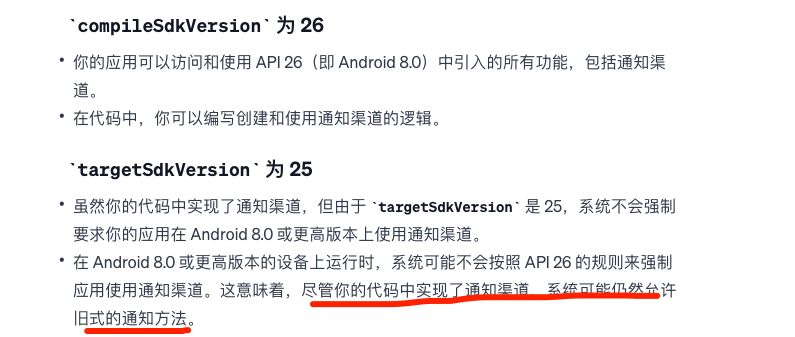 `compileSdkVersion` 为 26
• 你的应用可以访问和使用 API 26（即 Android 8.0）中引入的所有功能，包括通知渠
道。
• 在代码中，你可以编写创建和使用通知渠道的逻辑。
`targetSdkVersion` 为 25
• 虽然你的代码中实现了通知渠道，但由于 `targetSdkVersion` 是 25，系统不会强制
要求你的应用在 Android 8.0 或更高版本上使用通知渠道。
• 在 Android 8.0 或更高版本的设备上运行时，系统可能不会按照 API 26 的规则来强制
应用使用通知渠道。这意味着，尽管你的代码中实现了通知渠道，系统可能仍然允许
旧式的通知方法。